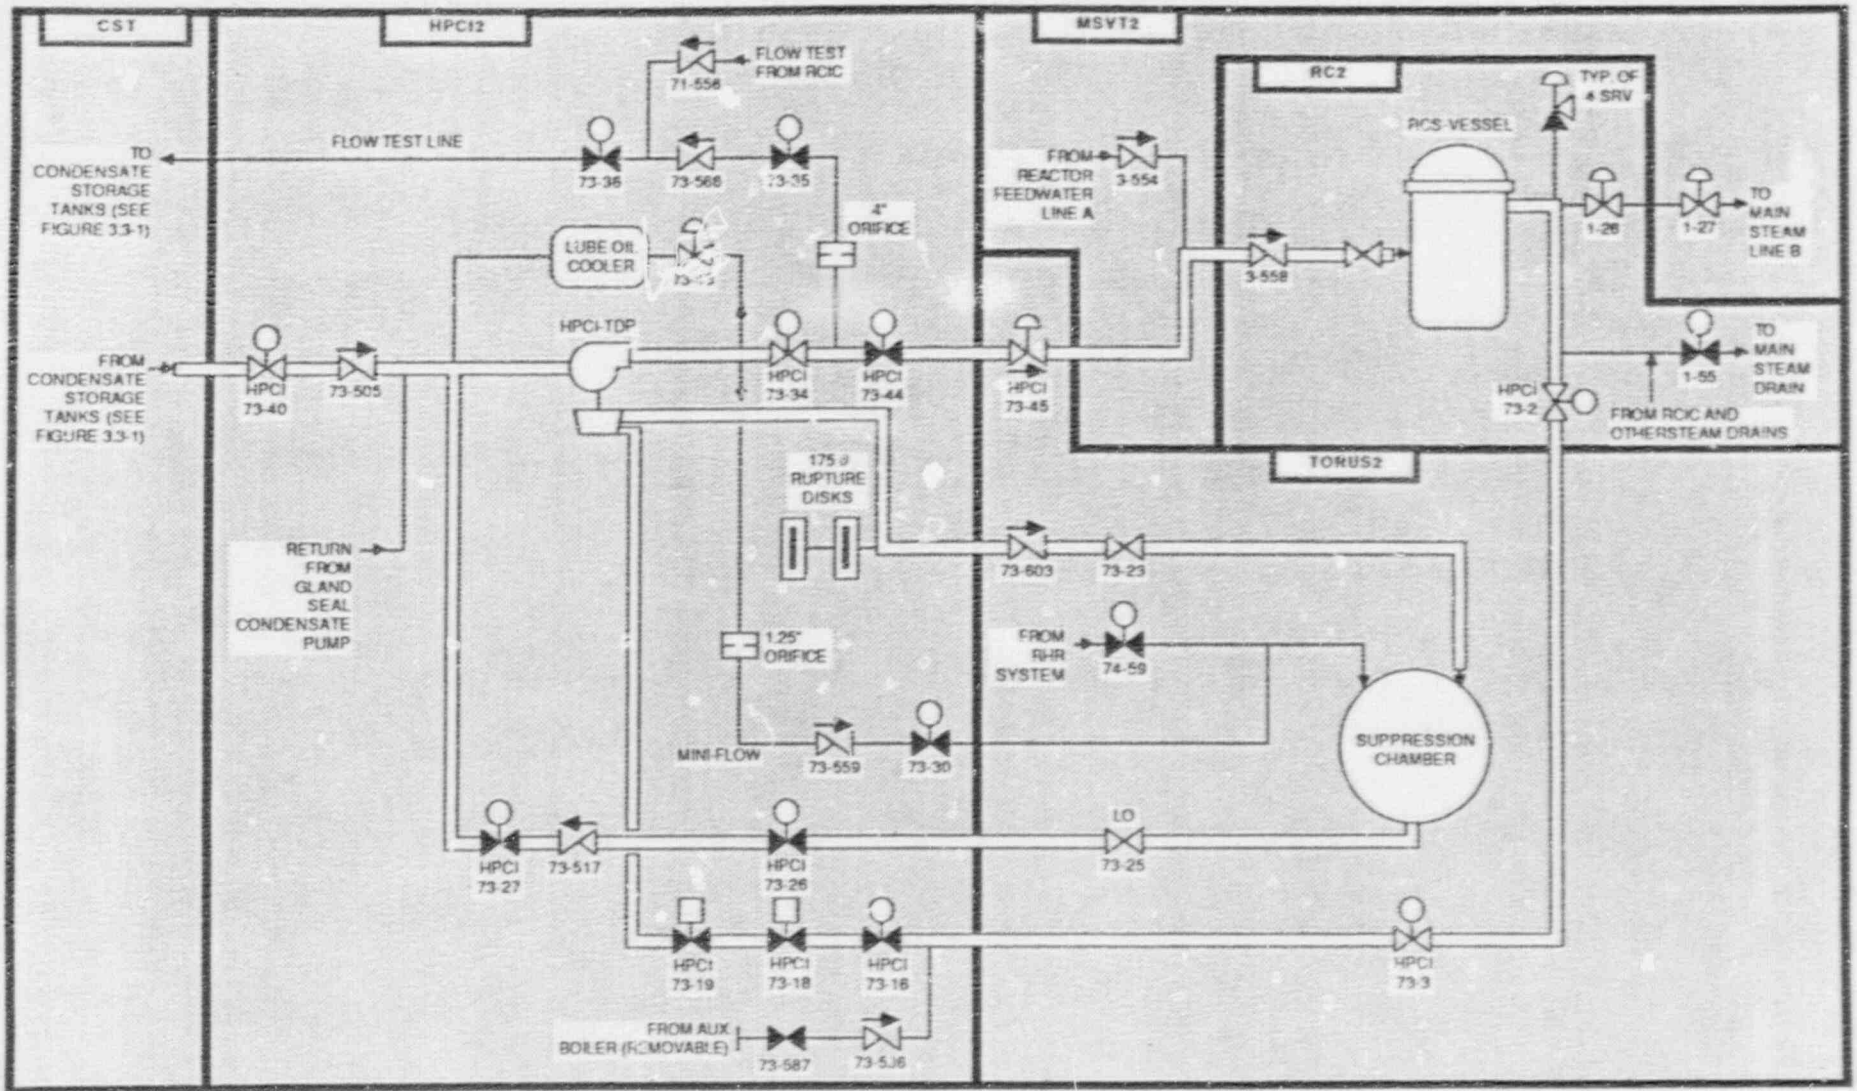 CST
HPCI2
MSVT2
RC2
TORUS2
FLOW TEST
FROM RCIC
71-556
FLOW TEST LINE
TO
CONDENSATE
STORAGE
TANKS (SEE
FIGURE 3.3-1)
73-36
73-566
73-35
4"
ORIFICE
LUBE OIL
COOLER
HPCI-TDP
FROM
CONDENSATE
STORAGE
TANKS (SEE
FIGURE 3.3-1)
HPCI
73-40
73-505
HPCI
73-34
HPCI
73-44
HPCI
73-45
FROM
REACTOR
FEEDWATER
LINE A
3-554
3-558
RCS-VESSEL
TYP. OF
4 SRV
1-26
1-27
TO
MAIN
STEAM
LINE B
1-55
TO
MAIN
STEAM
DRAIN
HPCI
73-2
FROM RCIC AND
OTHERSTEAM DRAINS
RUPTURE
DISKS
RETURN
FROM
GLAND
SEAL
CONDENSATE
PUMP
73-603
73-23
1.25"
ORIFICE
FROM
RHR
SYSTEM
74-59
MINI-FLOW
73-559
73-30
SUPPRESSION
CHAMBER
HPCI
73-27
73-517
HPCI
73-26
LO
73-25
HPCI
73-19
HPCI
73-18
HPCI
73-16
HPCI
73-3
FROM AUX
BOILER (REMOVABLE)
73-587